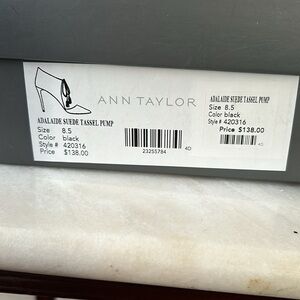 ANN TAYLOR
ADALAIDE SUEDE TASSEL PUMP
Size 8.5
Color black
Style # 420316
Price $138.00
23255784
4D
ADALAIDE SUEDE TASSEL PUMP
Size 8.5
Color black
Style # 420316
Price $138.00